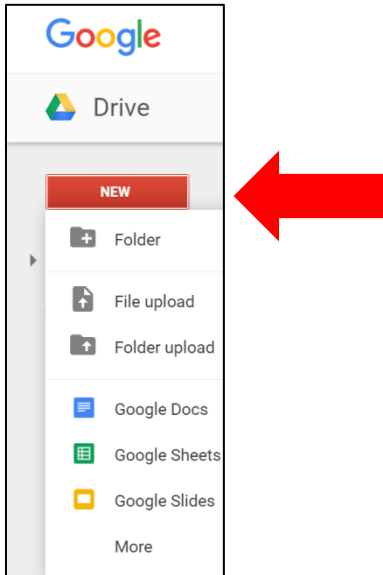 Google
Drive
NEW
Folder
File upload
Folder upload
Google Docs
Google Sheets
Google Slides
More